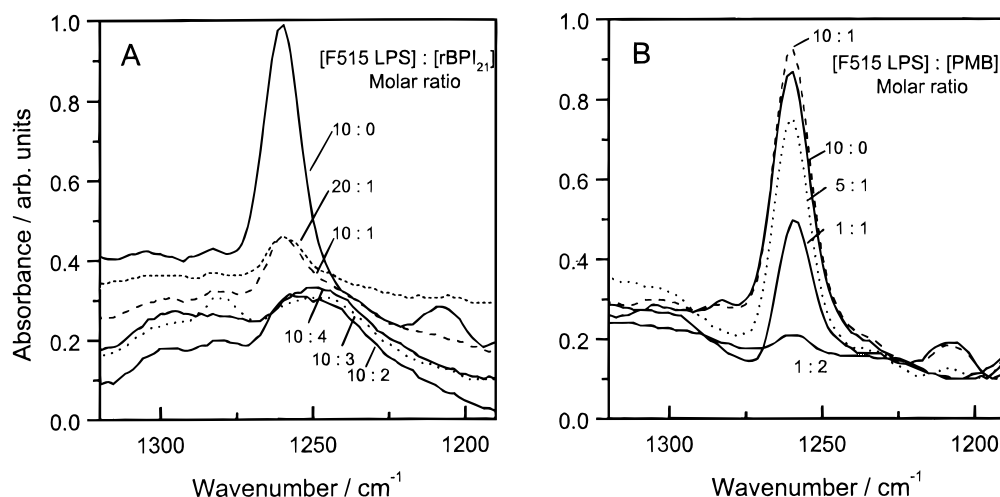 A
[F515 LPS] : [rBPI21]
Molar ratio
10 : 0
20 : 1
10 : 1
10 : 4
10 : 3
10 : 2
1.0
0.8
0.6
0.4
0.2
0.0
1300
1250
1200
Absorbance / arb. units
Wavenumber / cm-1
B
[F515 LPS] : [PMB]
Molar ratio
10 : 1
10 : 0
5 : 1
1 : 1
1 : 2
1.0
0.8
0.6
0.4
0.2
0.0
1300
1250
1200
Wavenumber / cm-1